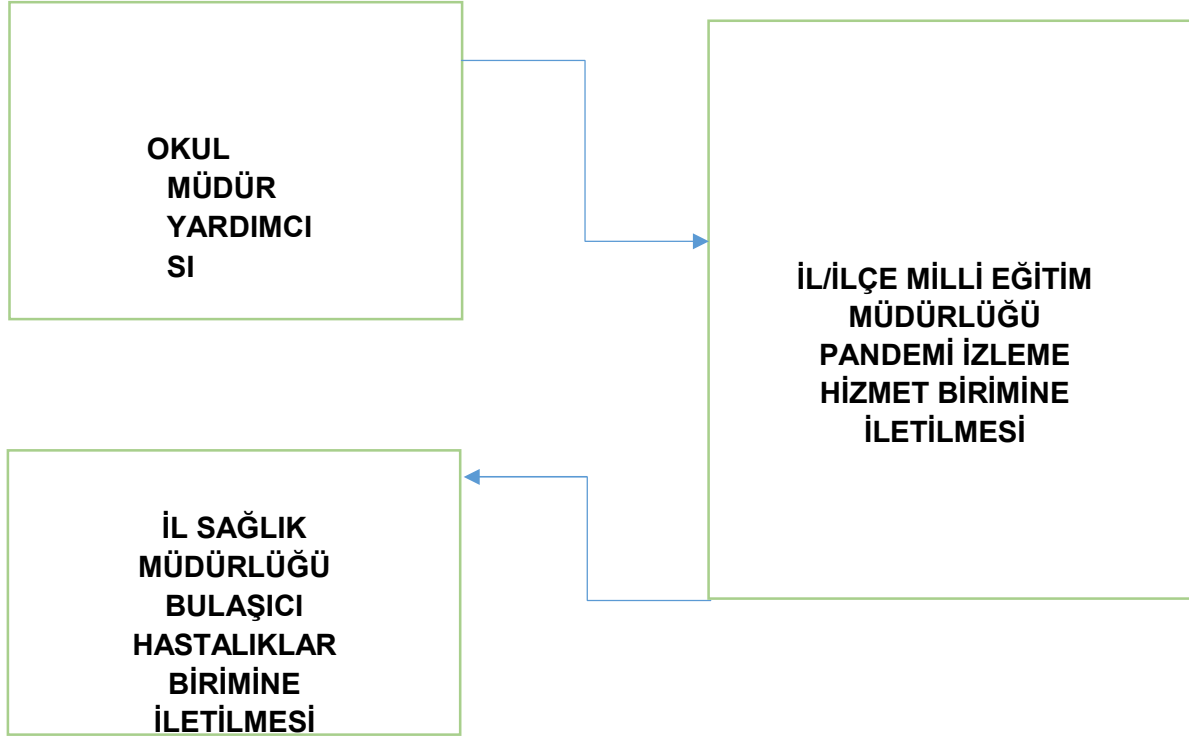 OKUL
MÜDÜR
YARDIMCI
SI
İL/İLÇE MİLLİ EĞİTİM
MÜDÜRLÜĞÜ
PANDEMİ İZLEME
HİZMET BİRİMİNE
İLETİLMESİ
İL SAĞLIK
MÜDÜRLÜĞÜ
BULAŞICI
HASTALIKLAR
BİRİMİNE
İLETİLMESİ